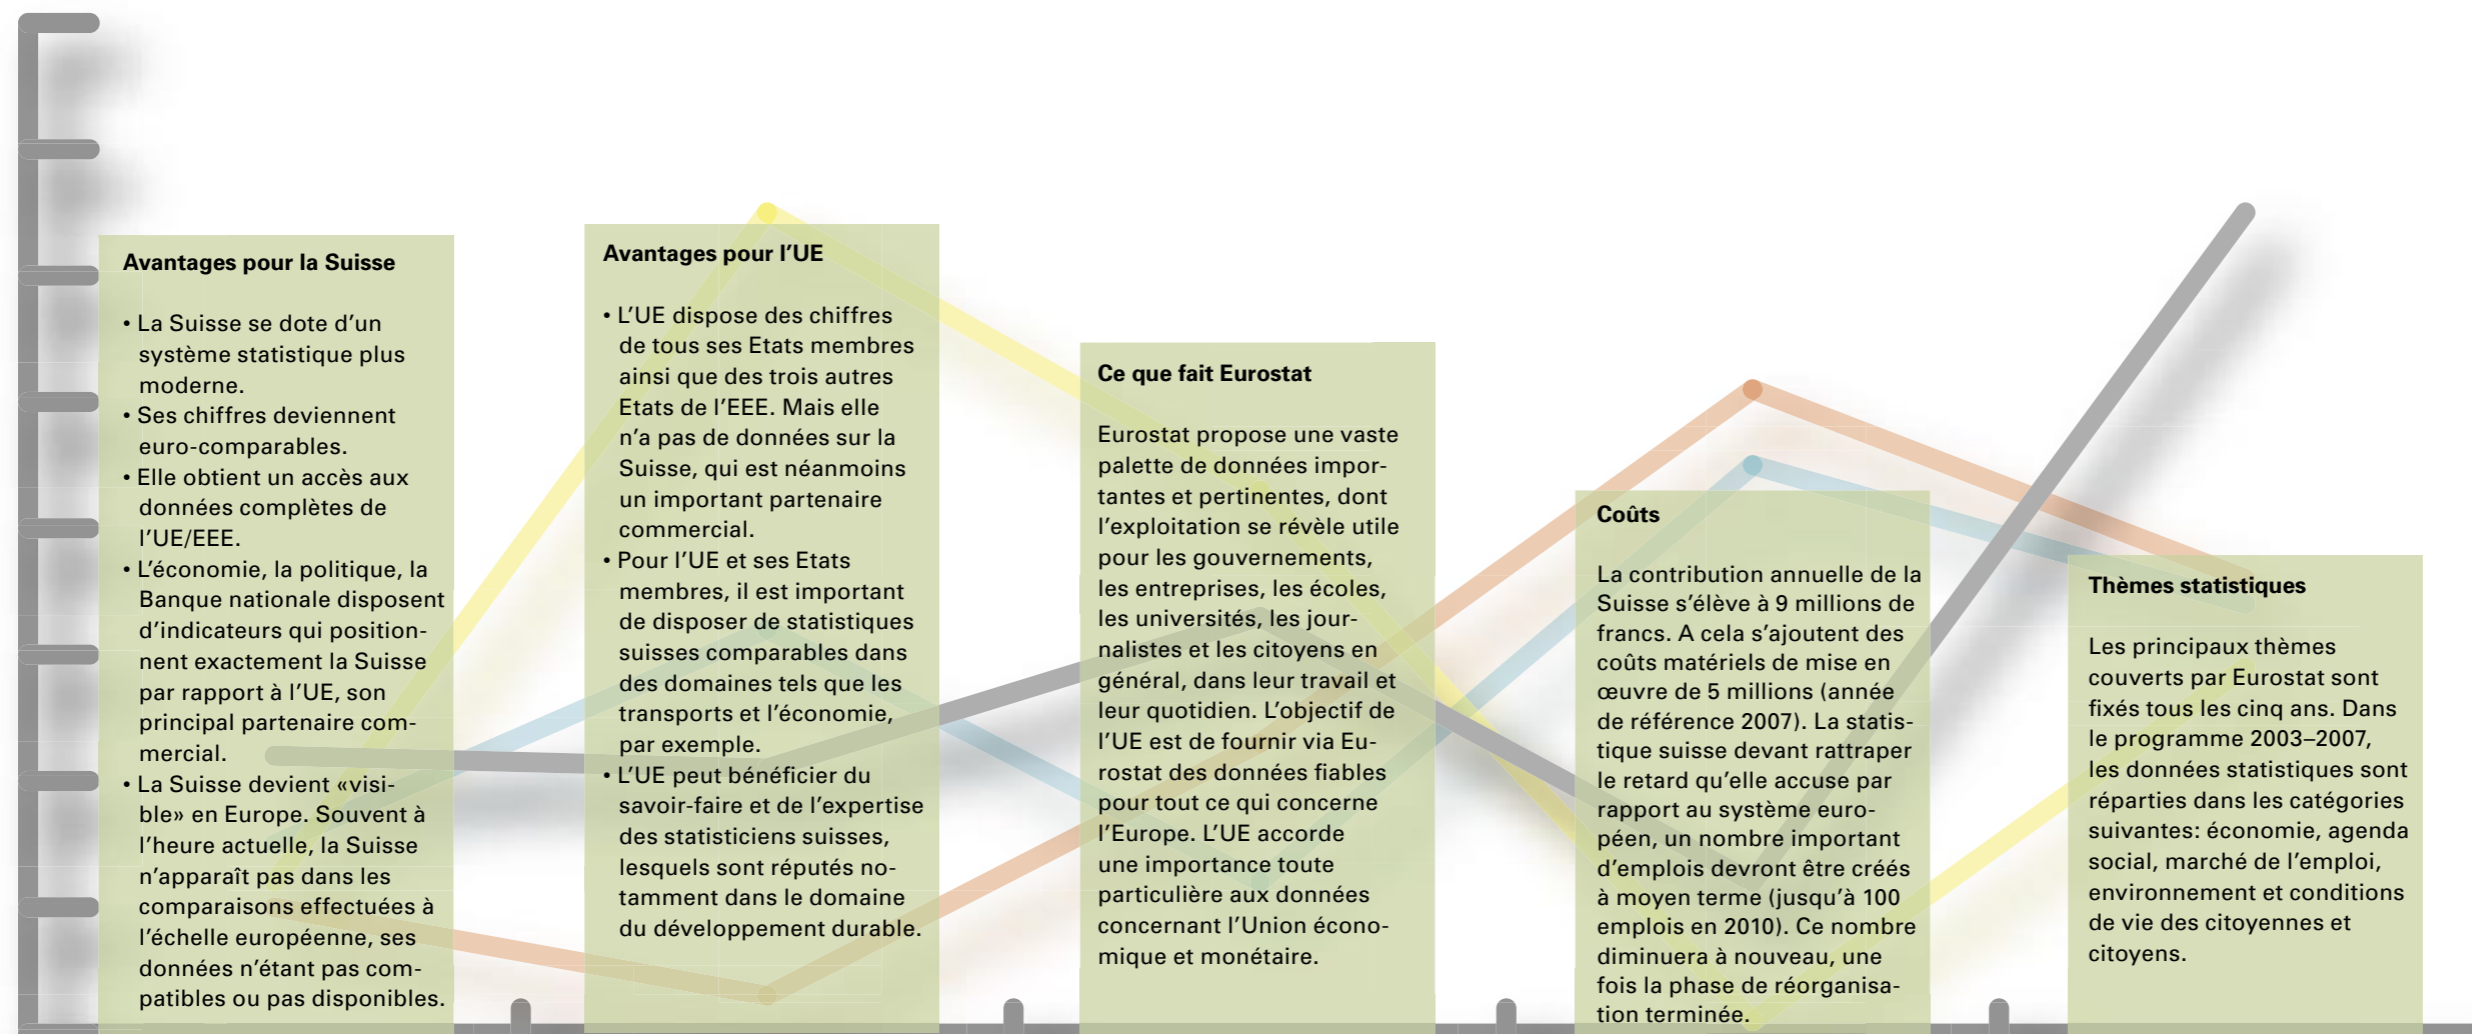 Avantages pour la Suisse
• La Suisse se dote d’un
système statistique plus
moderne.
• Ses chiffres deviennent
euro-comparables.
• Elle obtient un accès aux
données complètes de
l’UE/EEE.
• L’économie, la politique, la
Banque nationale disposent
d’indicateurs qui position-
nent exactement la Suisse
par rapport à l’UE, son
principal partenaire com-
mercial.
• La Suisse devient «visi-
ble» en Europe. Souvent à
l’heure actuelle, la Suisse
n’apparaît pas dans les
comparaisons effectuées à
l’échelle européenne, ses
données n’étant pas com-
patibles ou pas disponibles.
Avantages pour l’UE
• L’UE dispose des chiffres
de tous ses Etats membres
ainsi que des trois autres
Etats de l’EEE. Mais elle
n’a pas de données sur la
Suisse, qui est néanmoins
un important partenaire
commercial.
• Pour l’UE et ses Etats
membres, il est important
de disposer de statistiques
suisses comparables dans
des domaines tels que les
transports et l’économie,
par exemple.
• L’UE peut bénéficier du
savoir-faire et de l’expertise
des statisticiens suisses,
lesquels sont réputés no-
tamment dans le domaine
du développement durable.
Ce que fait Eurostat
Eurostat propose une vaste
palette de données impor-
tantes et pertinentes, dont
l’exploitation se révèle utile
pour les gouvernements,
les entreprises, les écoles,
les universités, les jour-
nalistes et les citoyens en
général, dans leur travail et
leur quotidien. L’objectif de
l’UE est de fournir via Eu-
rostat des données fiables
pour tout ce qui concerne
l’Europe. L’UE accorde
une importance toute
particulière aux données
concernant l’Union écono-
mique et monétaire.
Coûts
La contribution annuelle de la
Suisse s’élève à 9 millions de
francs. A cela s’ajoutent des
coûts matériels de mise en
œuvre de 5 millions (année
de référence 2007). La statis-
tique suisse devant rattraper
le retard qu’elle accuse par
rapport au système euro-
péen, un nombre important
d’emplois devront être créés
à moyen terme (jusqu’à 100
emplois en 2010). Ce nombre
diminuera à nouveau, une
fois la phase de réorganisa-
tion terminée.
Thèmes statistiques
Les principaux thèmes
couverts par Eurostat sont
fixés tous les cinq ans. Dans
le programme 2003–2007,
les données statistiques sont
réparties dans les catégories
suivantes: économie, agenda
social, marché de l’emploi,
environnement et conditions
de vie des citoyennes et
citoyens.